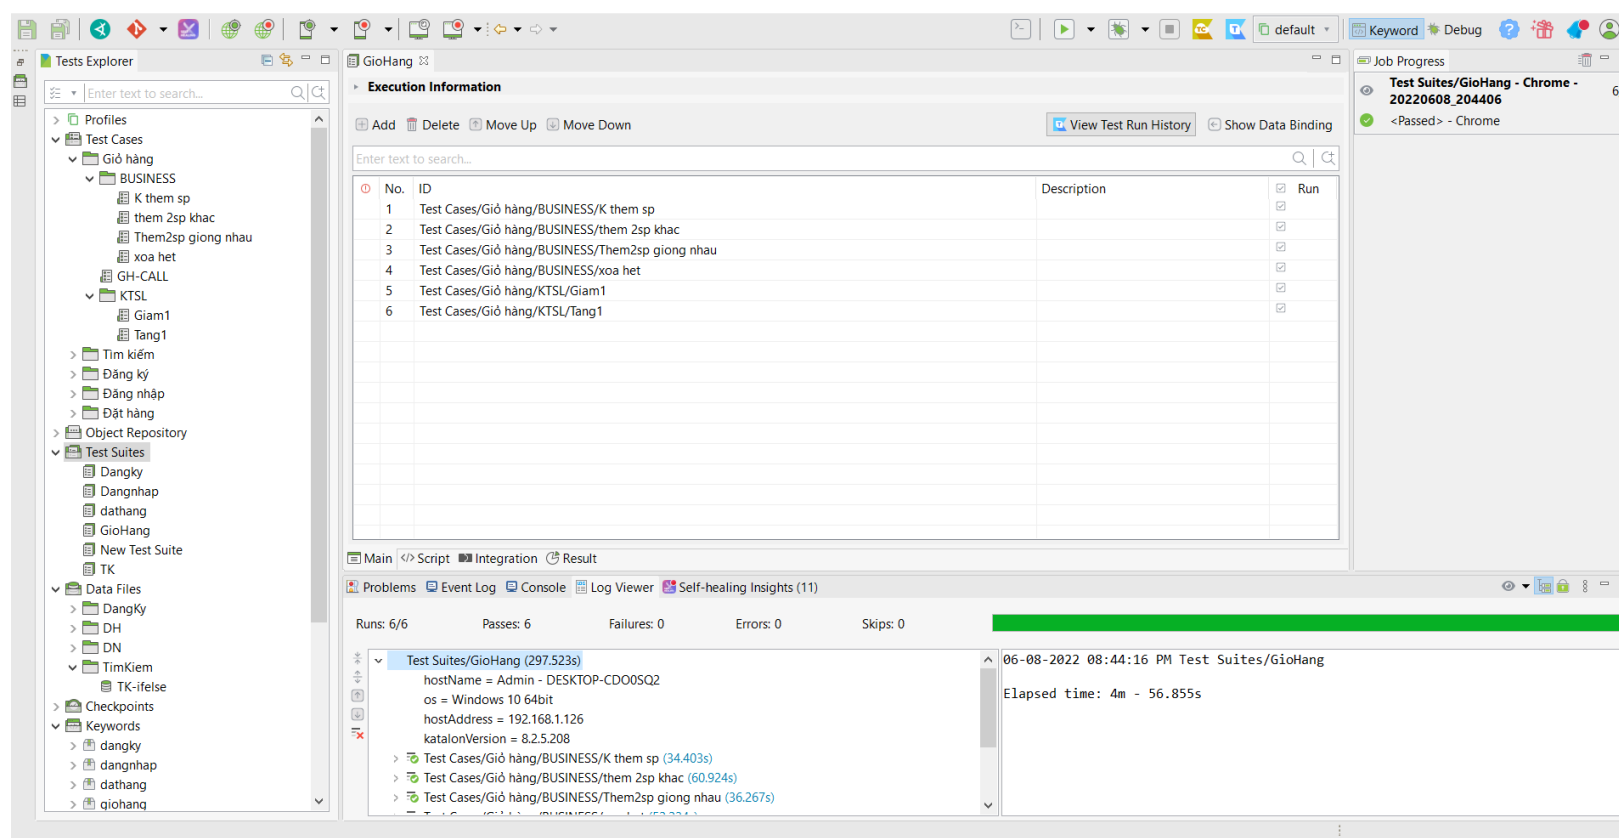 default
Keyword
Debug
Tests Explorer
Enter text to search...
Profiles
Test Cases
Giỏ hàng
BUSINESS
K them sp
them 2sp khac
Them2sp giong nhau
xoa het
GH-CALL
KTSL
Giam1
Tang1
Tìm kiếm
Đăng ký
Đăng nhập
Đặt hàng
Object Repository
Test Suites
Dangky
Dangnhap
dathang
GioHang
New Test Suite
TK
Data Files
DangKy
DH
DN
TimKiem
TK-ifelse
Checkpoints
Keywords
dangky
dangnhap
dathang
giohang
GioHang
Execution Information
Add Delete Move Up Move Down View Test Run History Show Data Binding
Enter text to search...
No. ID Description Run
1 Test Cases/Giỏ hàng/BUSINESS/K them sp
2 Test Cases/Giỏ hàng/BUSINESS/them 2sp khac
3 Test Cases/Giỏ hàng/BUSINESS/Them2sp giong nhau
4 Test Cases/Giỏ hàng/BUSINESS/xoa het
5 Test Cases/Giỏ hàng/KTSL/Giam1
6 Test Cases/Giỏ hàng/KTSL/Tang1
Main </> Script Integration Result
Job Progress
Test Suites/GioHang - Chrome - 6
20220608_204406
<Passed> - Chrome
Problems Event Log Console Log Viewer Self-healing Insights (11)
Runs: 6/6 Passes: 6 Failures: 0 Errors: 0 Skips: 0
Test Suites/GioHang (297.523s)
hostName = Admin - DESKTOP-CDO0SQ2
os = Windows 10 64bit
hostAddress = 192.168.1.126
katalonVersion = 8.2.5.208
Test Cases/Giỏ hàng/BUSINESS/K them sp (34.403s)
Test Cases/Giỏ hàng/BUSINESS/them 2sp khac (60.924s)
Test Cases/Giỏ hàng/BUSINESS/Them2sp giong nhau (36.267s)
06-08-2022 08:44:16 PM Test Suites/GioHang
Elapsed time: 4m - 56.855s